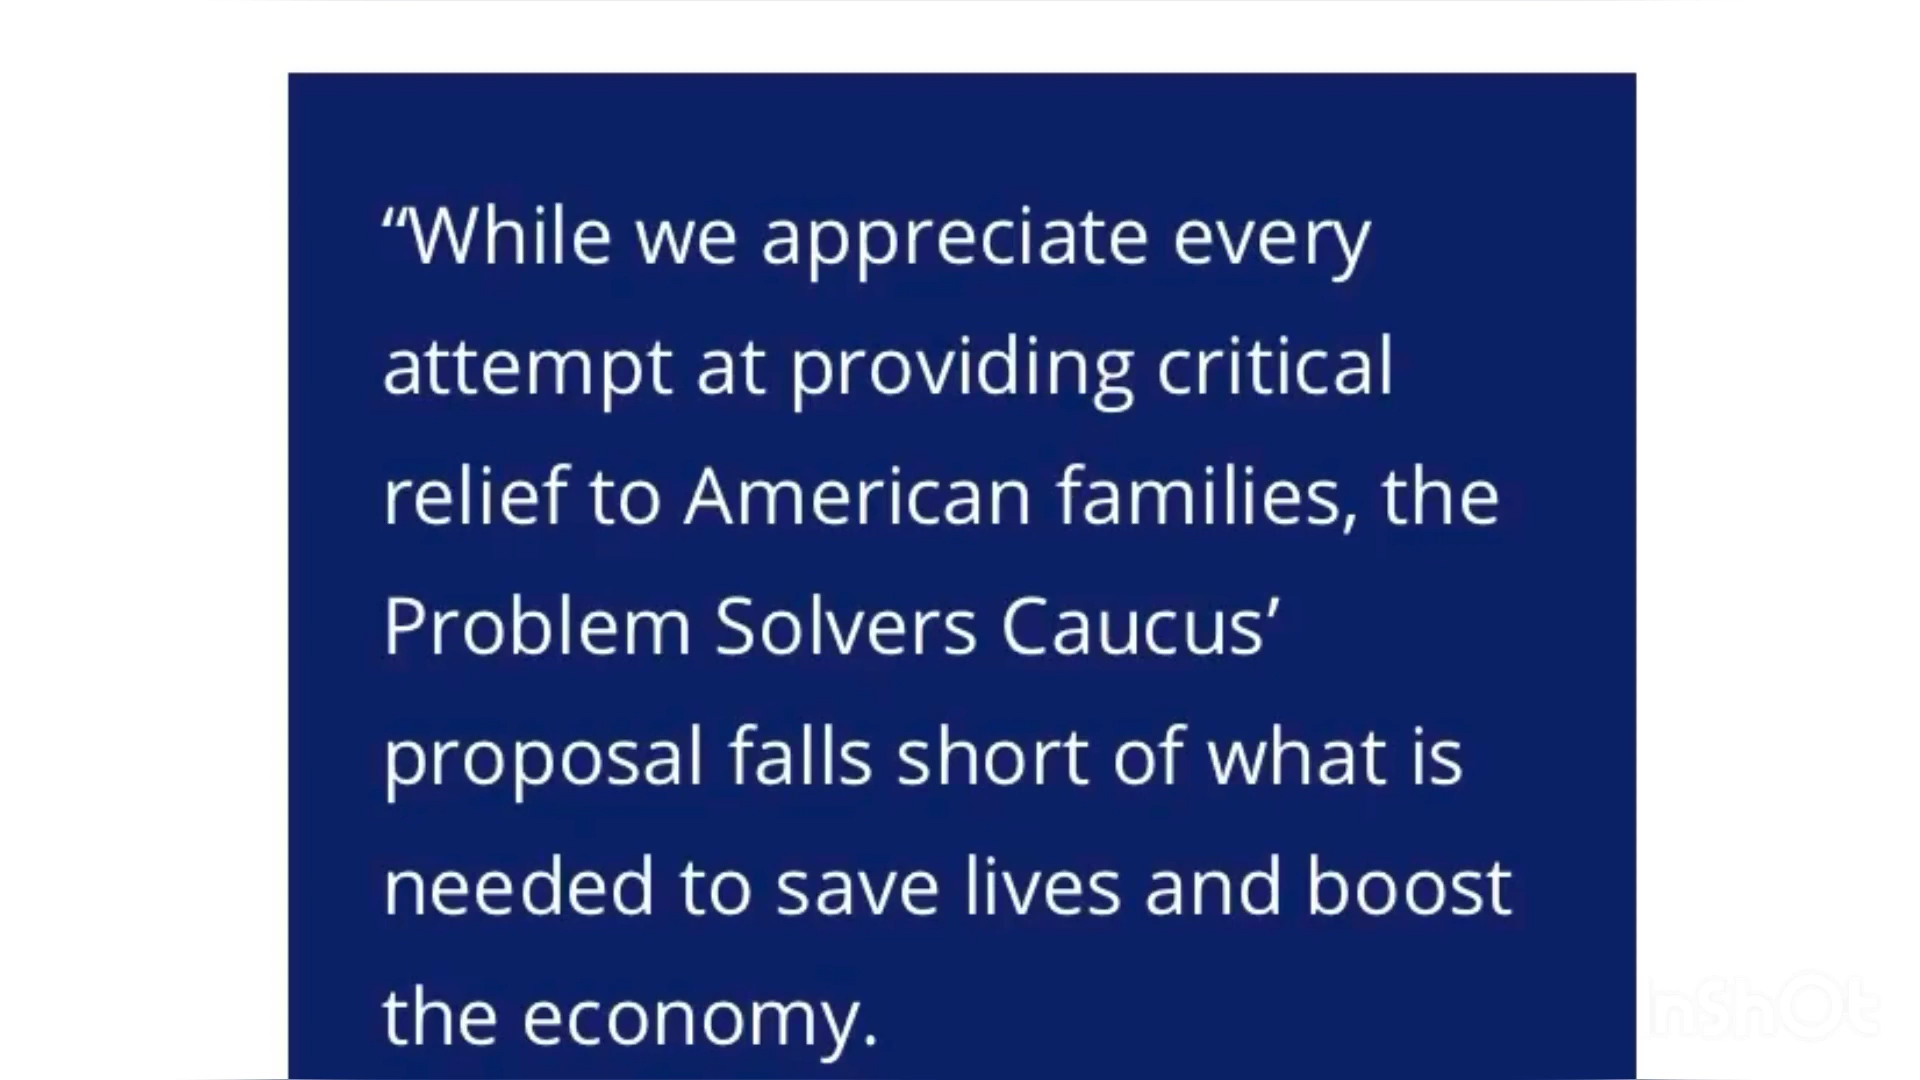 “While we appreciate every
attempt at providing critical
relief to American families, the
Problem Solvers Caucus’
proposal falls short of what is
needed to save lives and boost
the economy.
nShOt